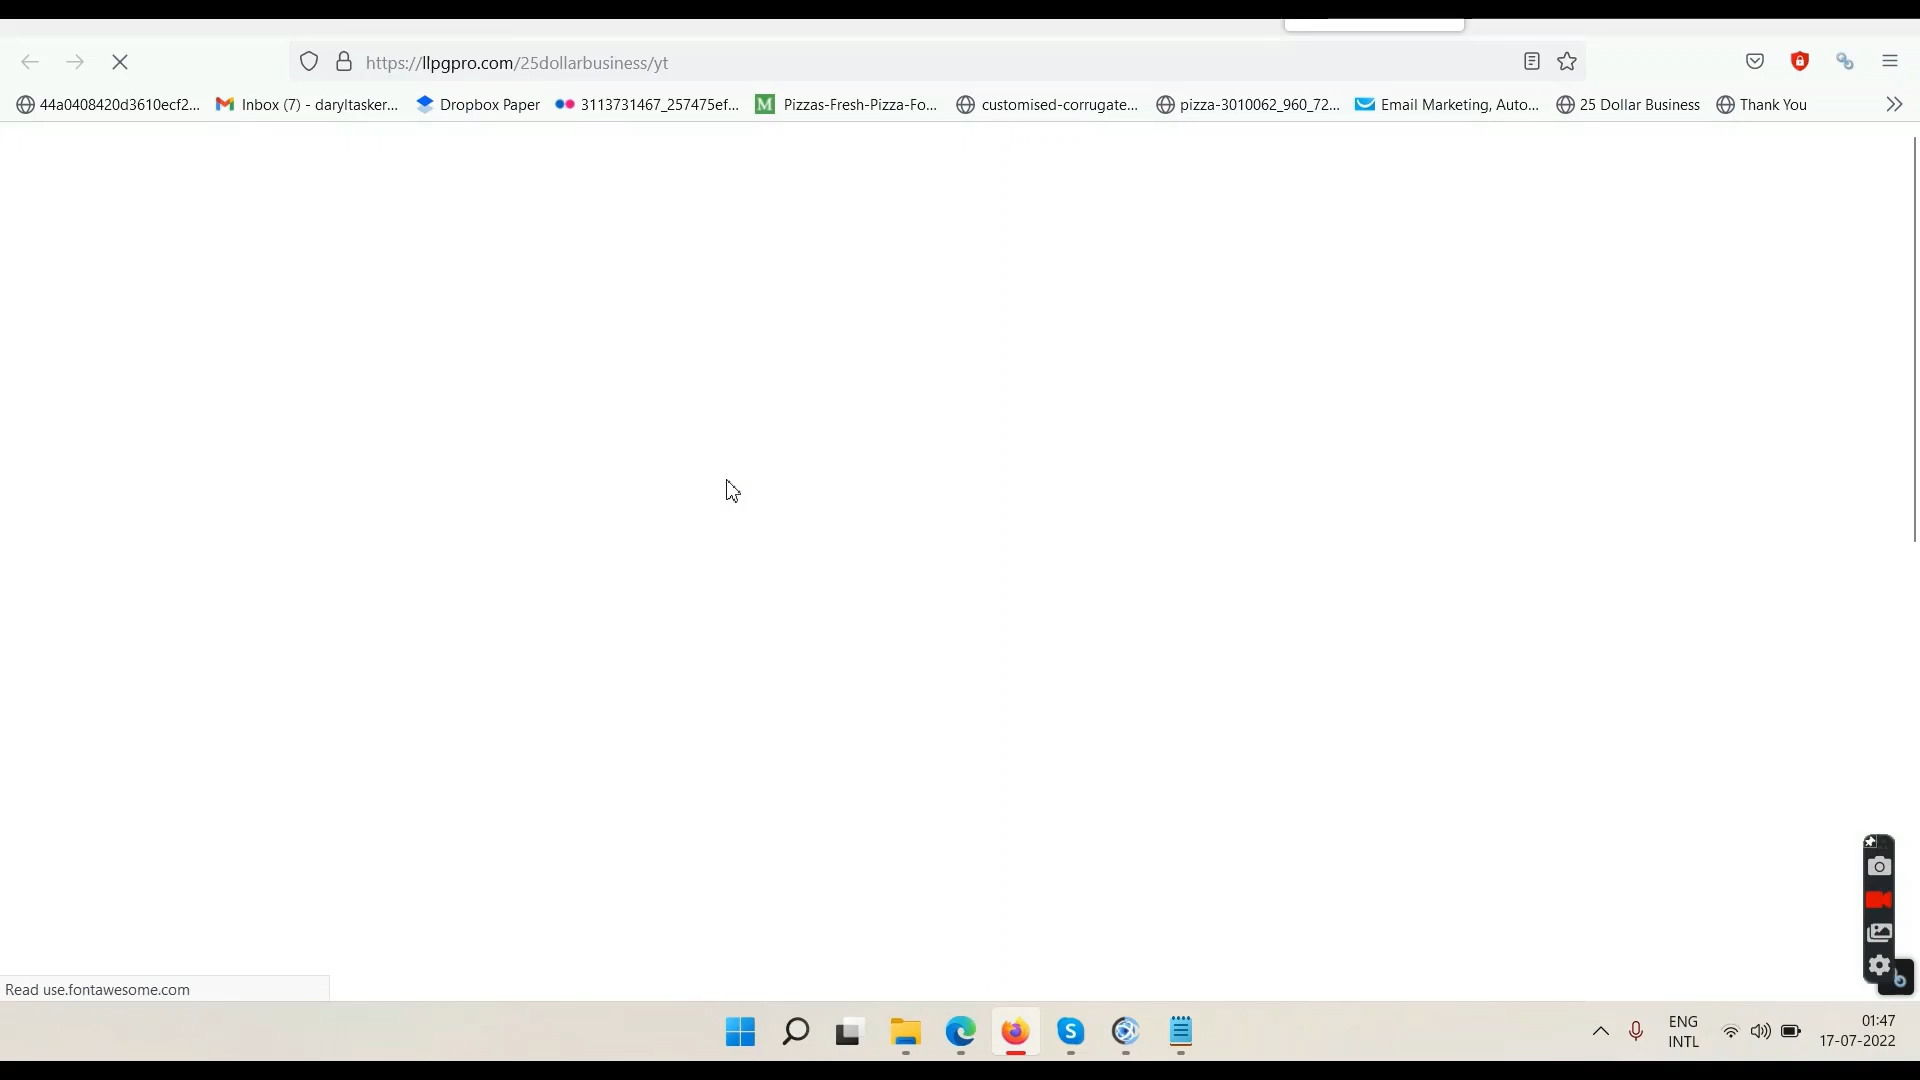 https://llpgpro.com/25dollarbusiness/yt
44a0408420d3610ecf2... Inbox (7) - daryltasker... Dropbox Paper 3113731467_257475ef... M Pizzas-Fresh-Pizza-Fo... customised-corrugate... pizza-3010062_960_72... Email Marketing, Auto... 25 Dollar Business Thank You
Read use.fontawesome.com
S
ENG
INTL
01:47
17-07-2022